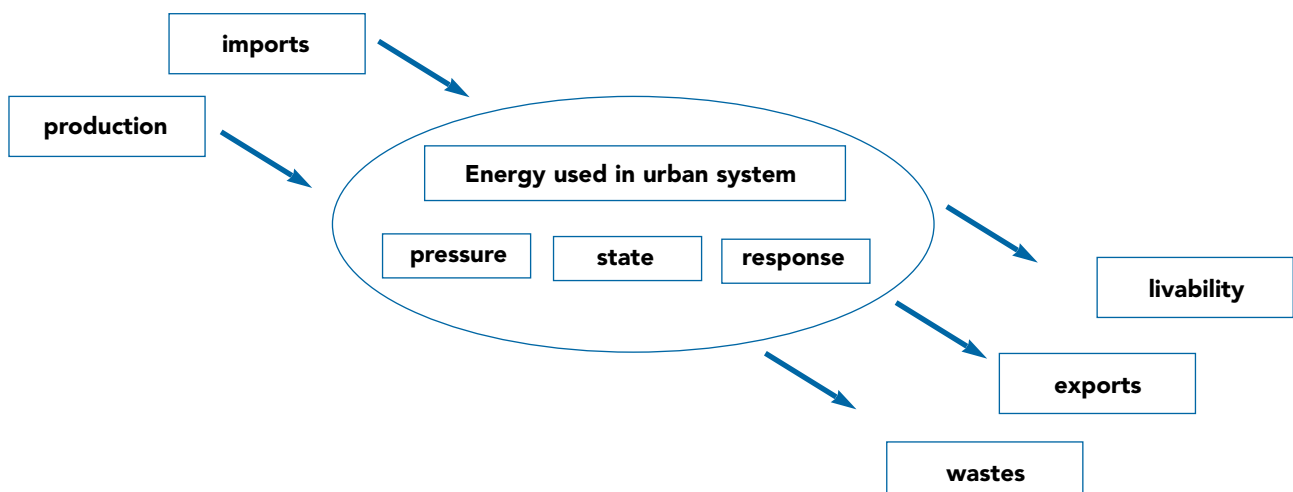 imports
production
Energy used in urban system
pressure
state
response
livability
exports
wastes